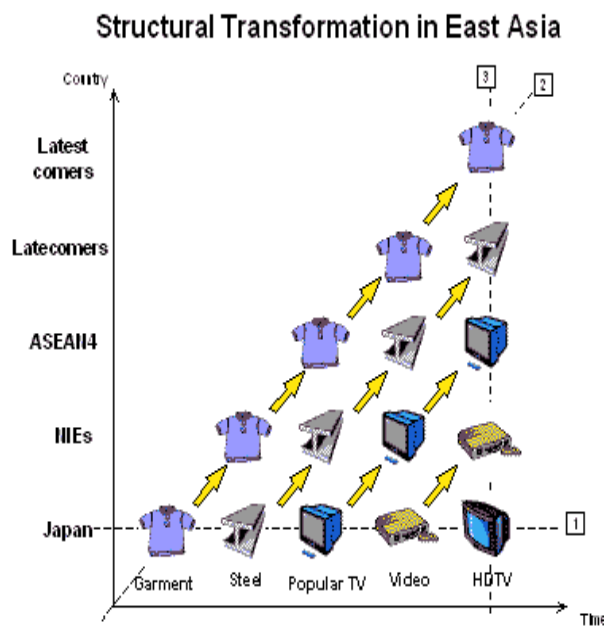 Structural Transformation in East Asia
Country
3
2
Latest
comers
Latecomers
ASEAN4
NIEs
Japan
1
Garment Steel Popular TV Video HDTV
Time